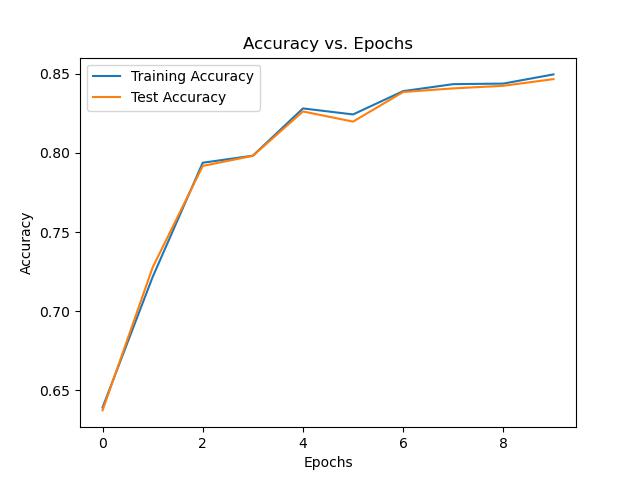 Accuracy vs. Epochs
Training Accuracy
Test Accuracy
0.85
0.80
0.75
0.70
0.65
Accuracy
0 2 4 6 8
Epochs